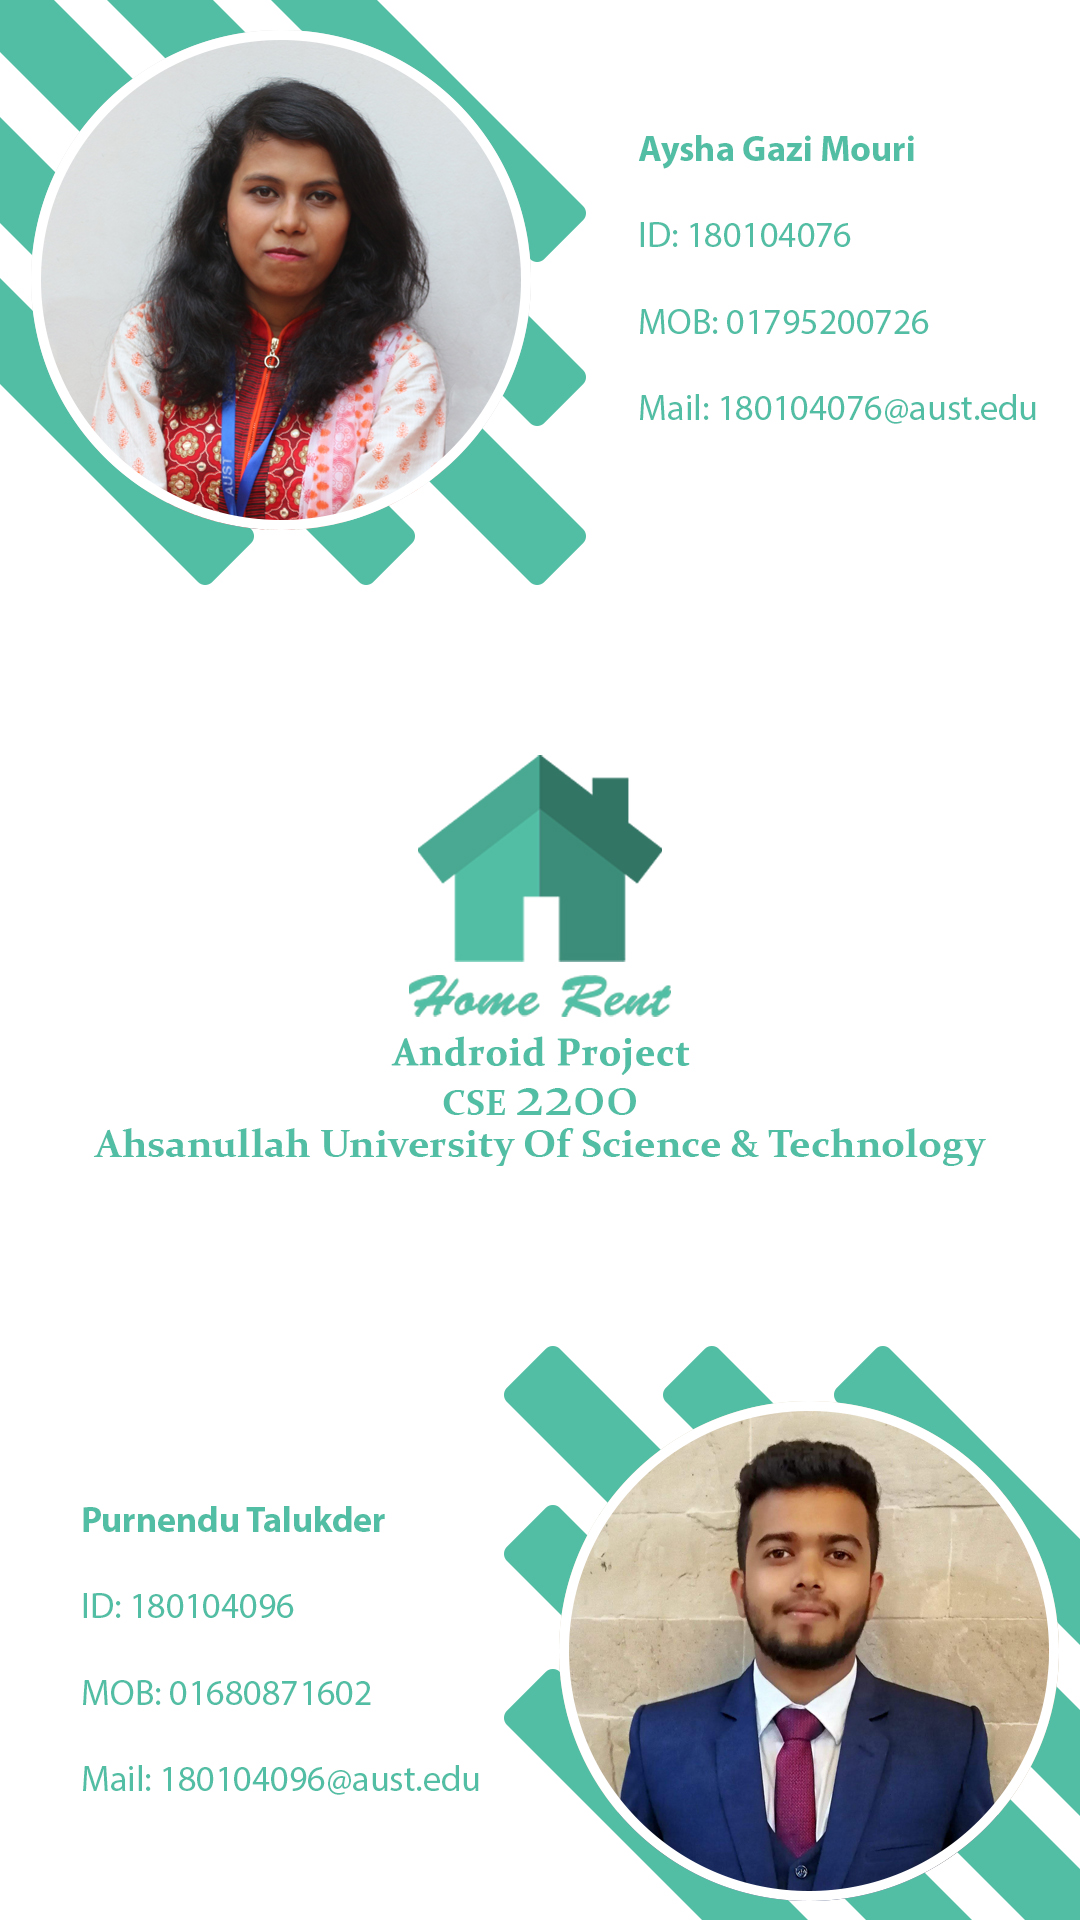 Aysha Gazi Mouri
ID: 180104076
MOB: 01795200726
Mail: 180104076@aust.edu
AUST
Home Rent
Android Project
CSE 2200
Ahsanullah University Of Science & Technology
Purnendu Talukder
ID: 180104096
MOB: 01680871602
Mail: 180104096@aust.edu